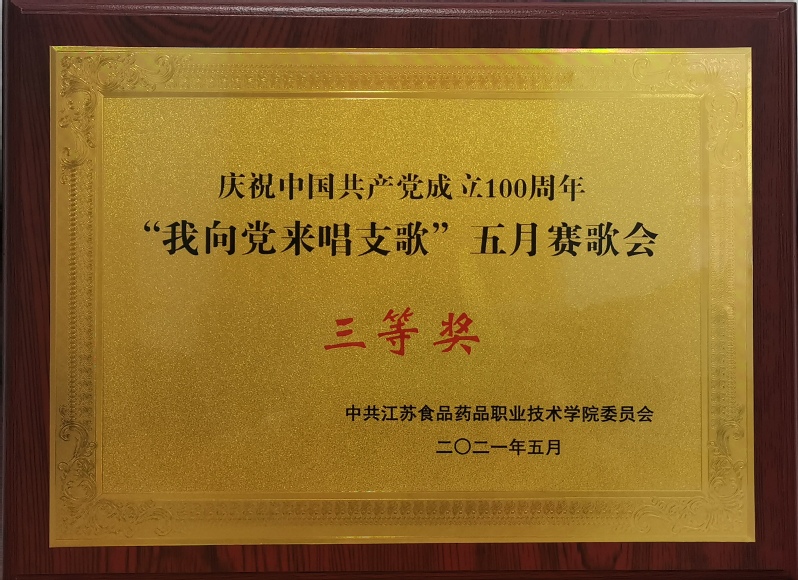 庆祝中国共产党成立100周年
“我向党来唱支歌”五月赛歌会
三等奖
中共江苏食品药品职业技术学院委员会
二〇二一年五月